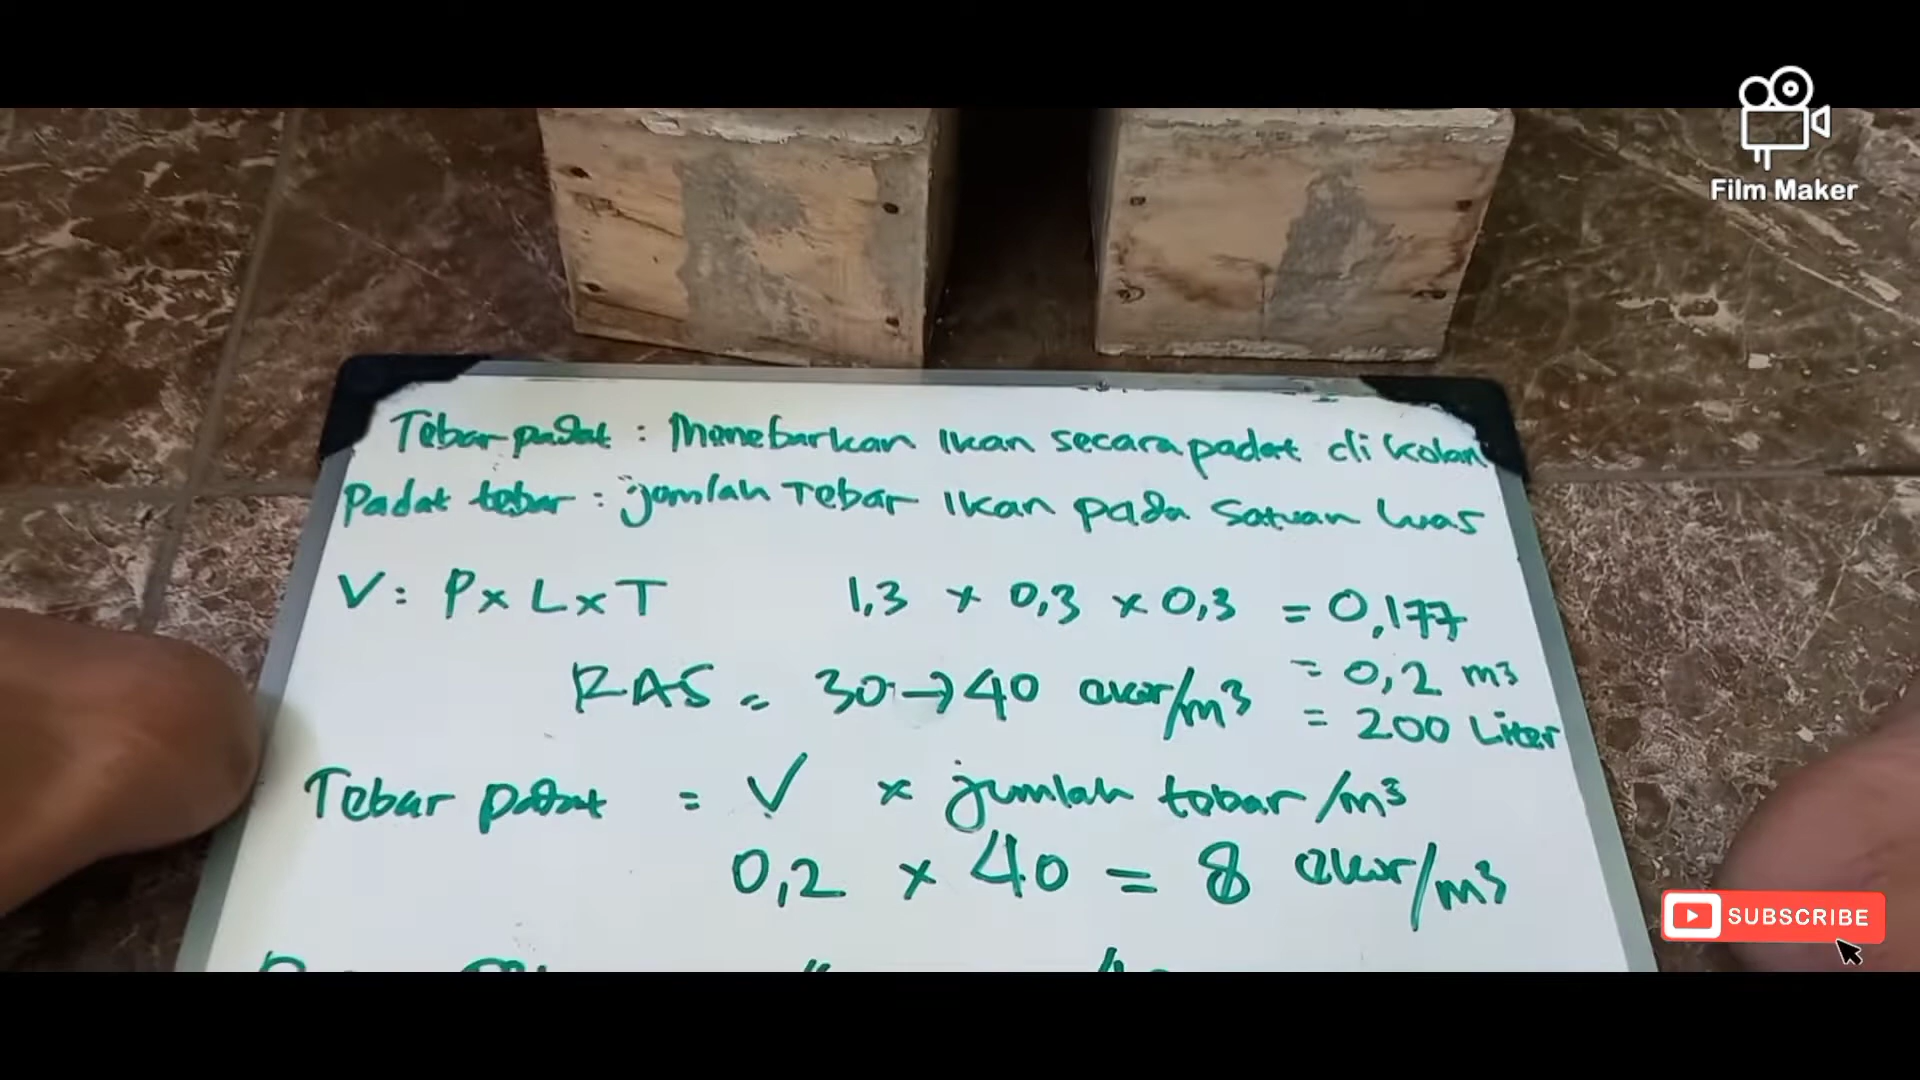 Film Maker
Tebar padat : Menebarkan Ikan secara padat di kolam
Padat tebar : jumlah Tebar Ikan pada Satuan luas
V : P x L x T 1,3 x 0,3 x 0,3 = 0,177
= 0,2 m3
RAS = 30 → 40 ekor/m3
= 200 Liter
Tebar padat = V x jumlah tebar /m3
0,2 x 40 = 8 ekor/m3
SUBSCRIBE